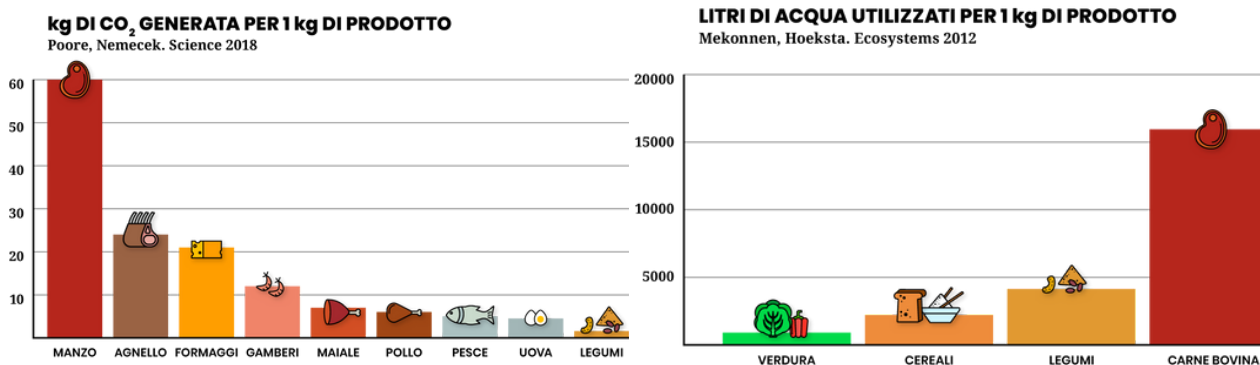 kg DI CO₂ GENERATA PER 1 kg DI PRODOTTO
Poore, Nemecek. Science 2018
60
50
40
30
20
10
MANZO AGNELLO FORMAGGI GAMBERI MAIALE POLLO PESCE UOVA LEGUMI
LITRI DI ACQUA UTILIZZATI PER 1 kg DI PRODOTTO
Mekonnen, Hoeksta. Ecosystems 2012
20000
15000
10000
5000
VERDURA CEREALI LEGUMI CARNE BOVINA